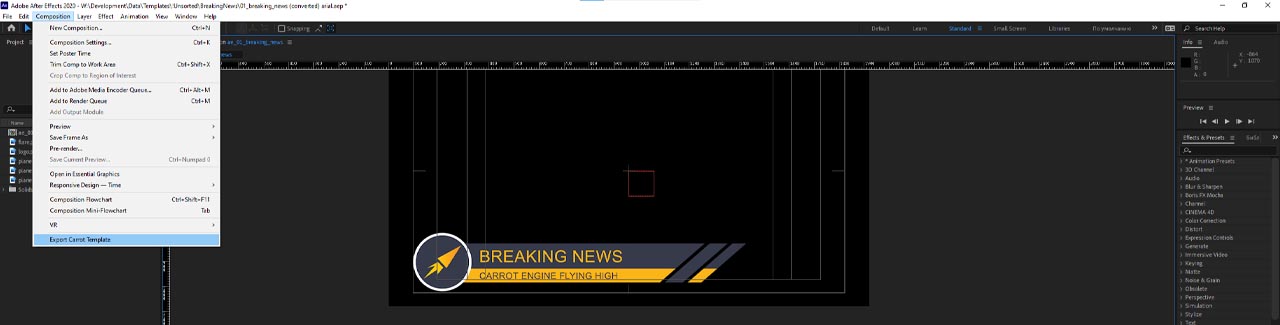 Adobe After Effects 2020 - W:\Development\Data\Templates\Unsorted\BreakingNews\01_breaking_news (converted) arial.aep *
File Edit Composition Layer Effect Animation View Window Help
Snapping
Default Learn Standard Small Screen Libraries По умолчанию
Search Help
Project
New Composition... Ctrl+N
Composition Settings... Ctrl+K
Set Poster Time
Trim Comp to Work Area Ctrl+Shift+X
Crop Comp to Region of Interest
Add to Adobe Media Encoder Queue... Ctrl+Alt+M
Add to Render Queue Ctrl+M
Add Output Module
Preview
Save Frame As
Pre-render...
Save Current Preview... Ctrl+Numpad 0
Open in Essential Graphics
Responsive Design — Time
Composition Flowchart Ctrl+Shift+F11
Composition Mini-Flowchart Tab
VR
Export Carrot Template
Name
ae_01_breaking_news
BREAKING NEWS
CARROT ENGINE FLYING HIGH
Info Audio
R:
G:
B:
A: 0
X: -864
Y: 1070
Preview
Effects & Presets
* Animation Presets
3D Channel
Audio
Blur & Sharpen
Boris FX Mocha
Channel
CINEMA 4D
Color Correction
Distort
Expression Controls
Generate
Immersive Video
Keying
Matte
Noise & Grain
Obsolete
Perspective
Simulation
Stylize
Text